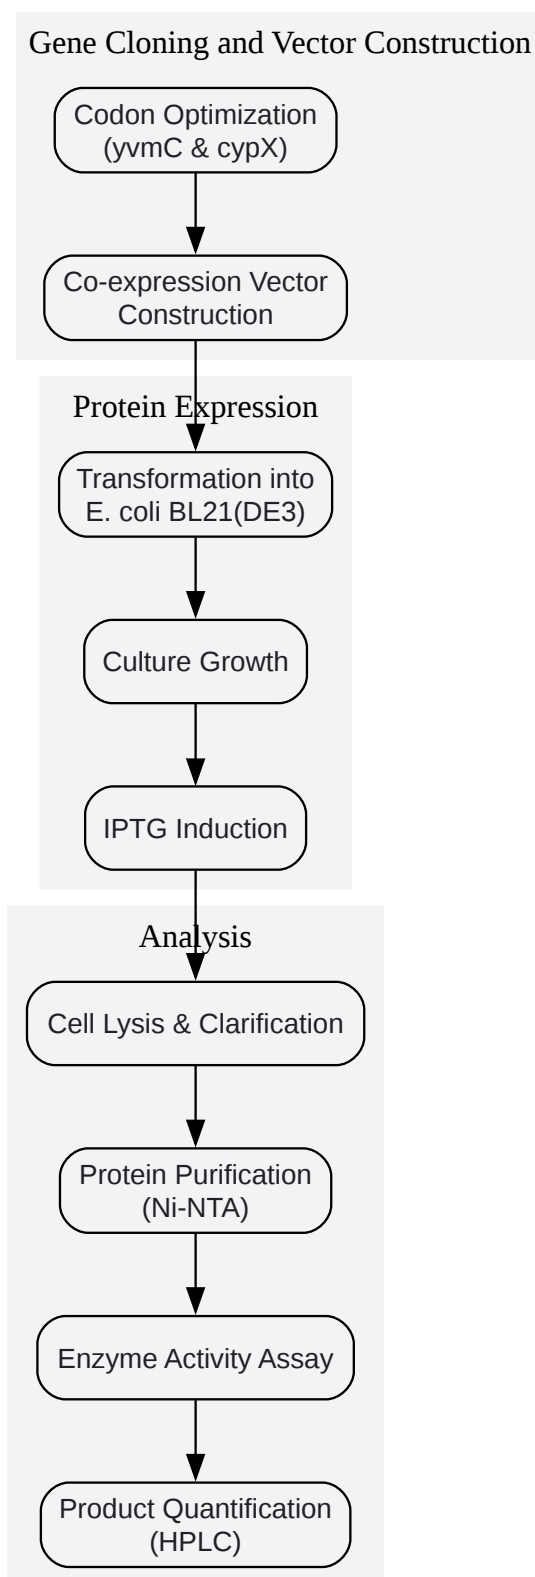 Gene Cloning and Vector Construction
Codon Optimization
(yvmC & cypX)
Co-expression Vector
Construction
Protein Expression
Transformation into
E. coli BL21(DE3)
Culture Growth
IPTG Induction
Analysis
Cell Lysis & Clarification
Protein Purification
(Ni-NTA)
Enzyme Activity Assay
Product Quantification
(HPLC)